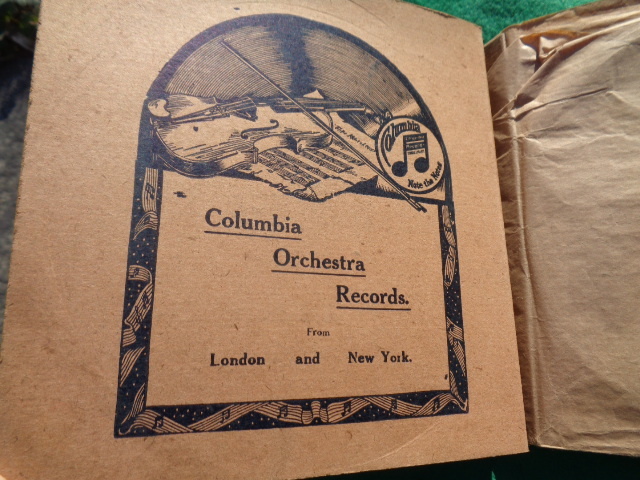 Columbia
Note the Notes
Columbia
Orchestra
Records.
From
London and New York.